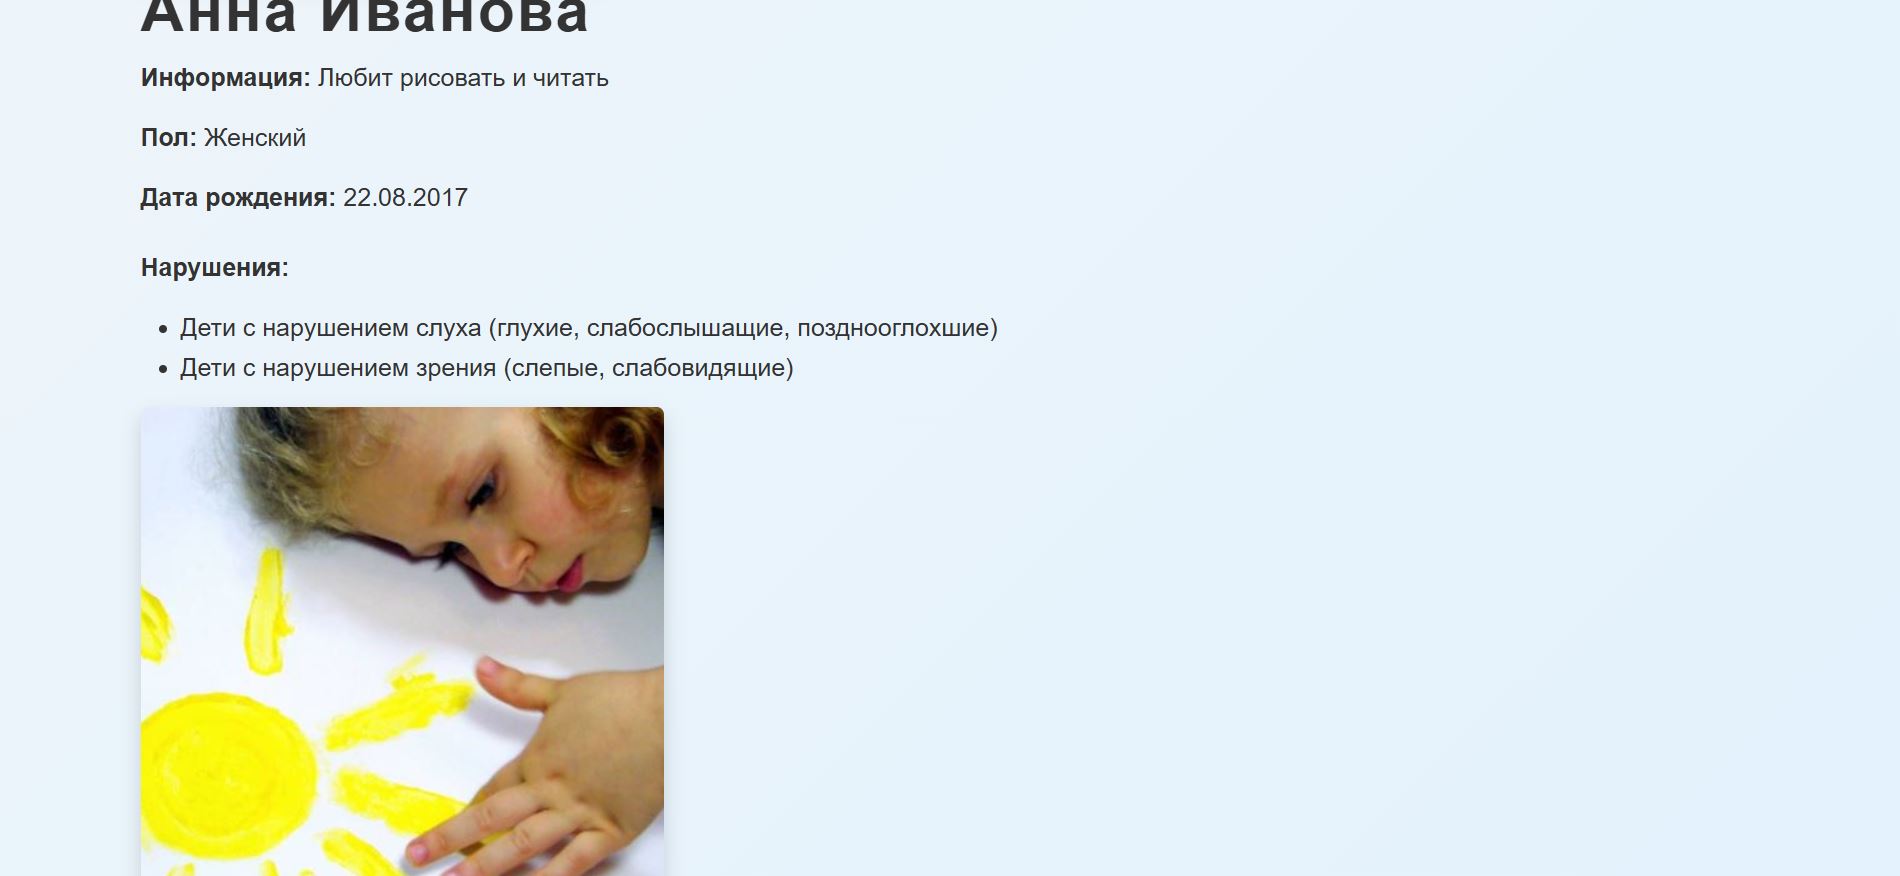 Анна Иванова
Информация: Любит рисовать и читать
Пол: Женский
Дата рождения: 22.08.2017
Нарушения:
Дети с нарушением слуха (глухие, слабослышащие, позднооглохшие)
Дети с нарушением зрения (слепые, слабовидящие)